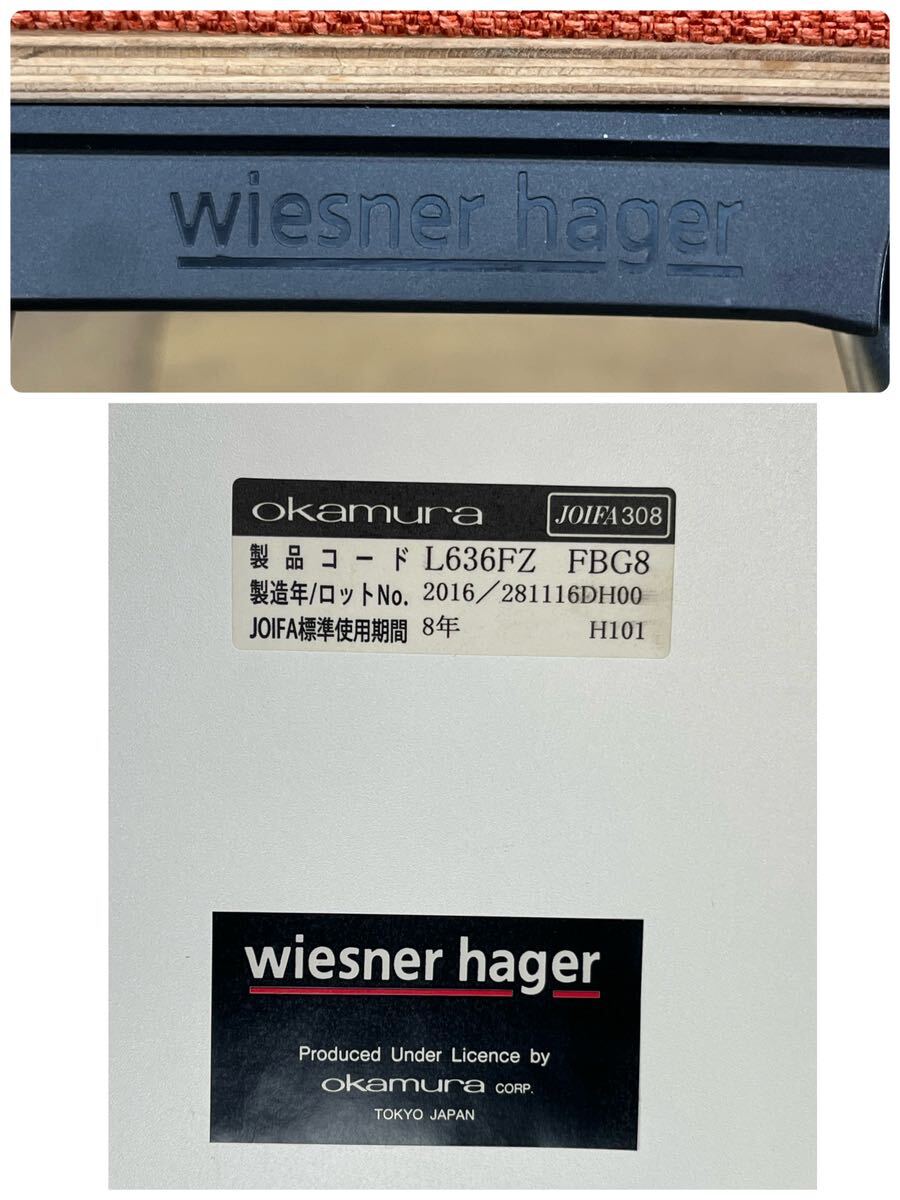 wiesner hager
okamura JOIFA308
製品コード L636FZ FBG8
製造年/ロットNo. 2016/281116DH00
JOIFA標準使用期間 8年 H101
wiesner hager
Produced Under Licence by
okamura CORP.
TOKYO JAPAN